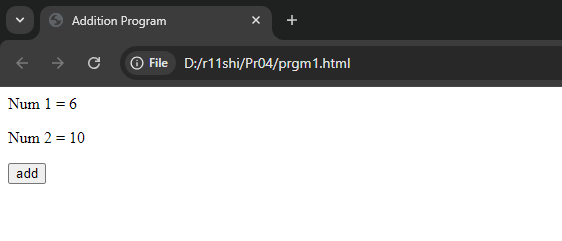 Addition Program
File D:/r11shi/Pr04/prgm1.html
Num 1 = 6
Num 2 = 10
add